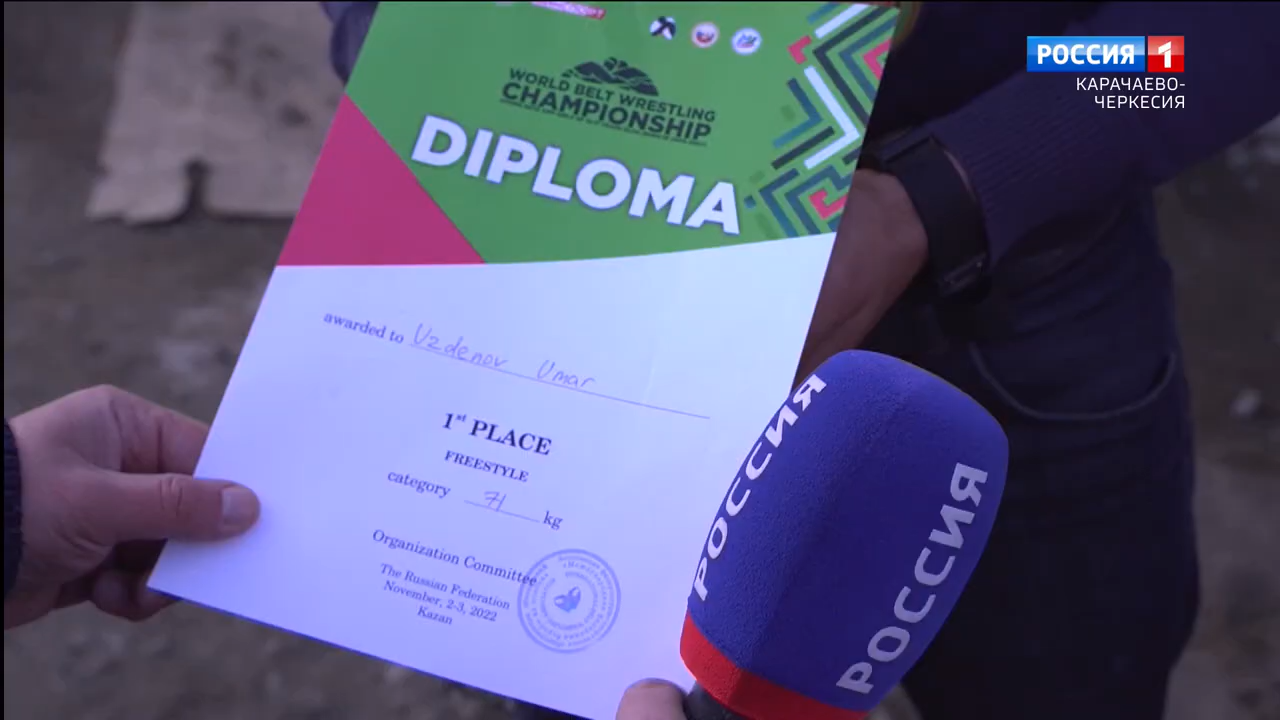 РОССИЯ 1
КАРАЧАЕВО-
ЧЕРКЕСИЯ
WORLD BELT WRESTLING
CHAMPIONSHIP
DIPLOMA
awarded to Uzdenov Umar
1st PLACE
FREESTYLE
category 71 kg
Organization Committee
The Russian Federation
November, 2-3, 2022
Kazan
РОССИЯ
РОССИЯ